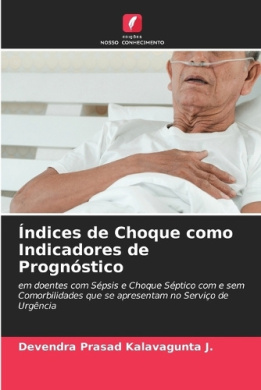 edições
NOSSO CONHECIMENTO
Índices de Choque como
Indicadores de
Prognóstico
em doentes com Sépsis e Choque Séptico com e sem
Comorbilidades que se apresentam no Serviço de
Urgência
Devendra Prasad Kalavagunta J.